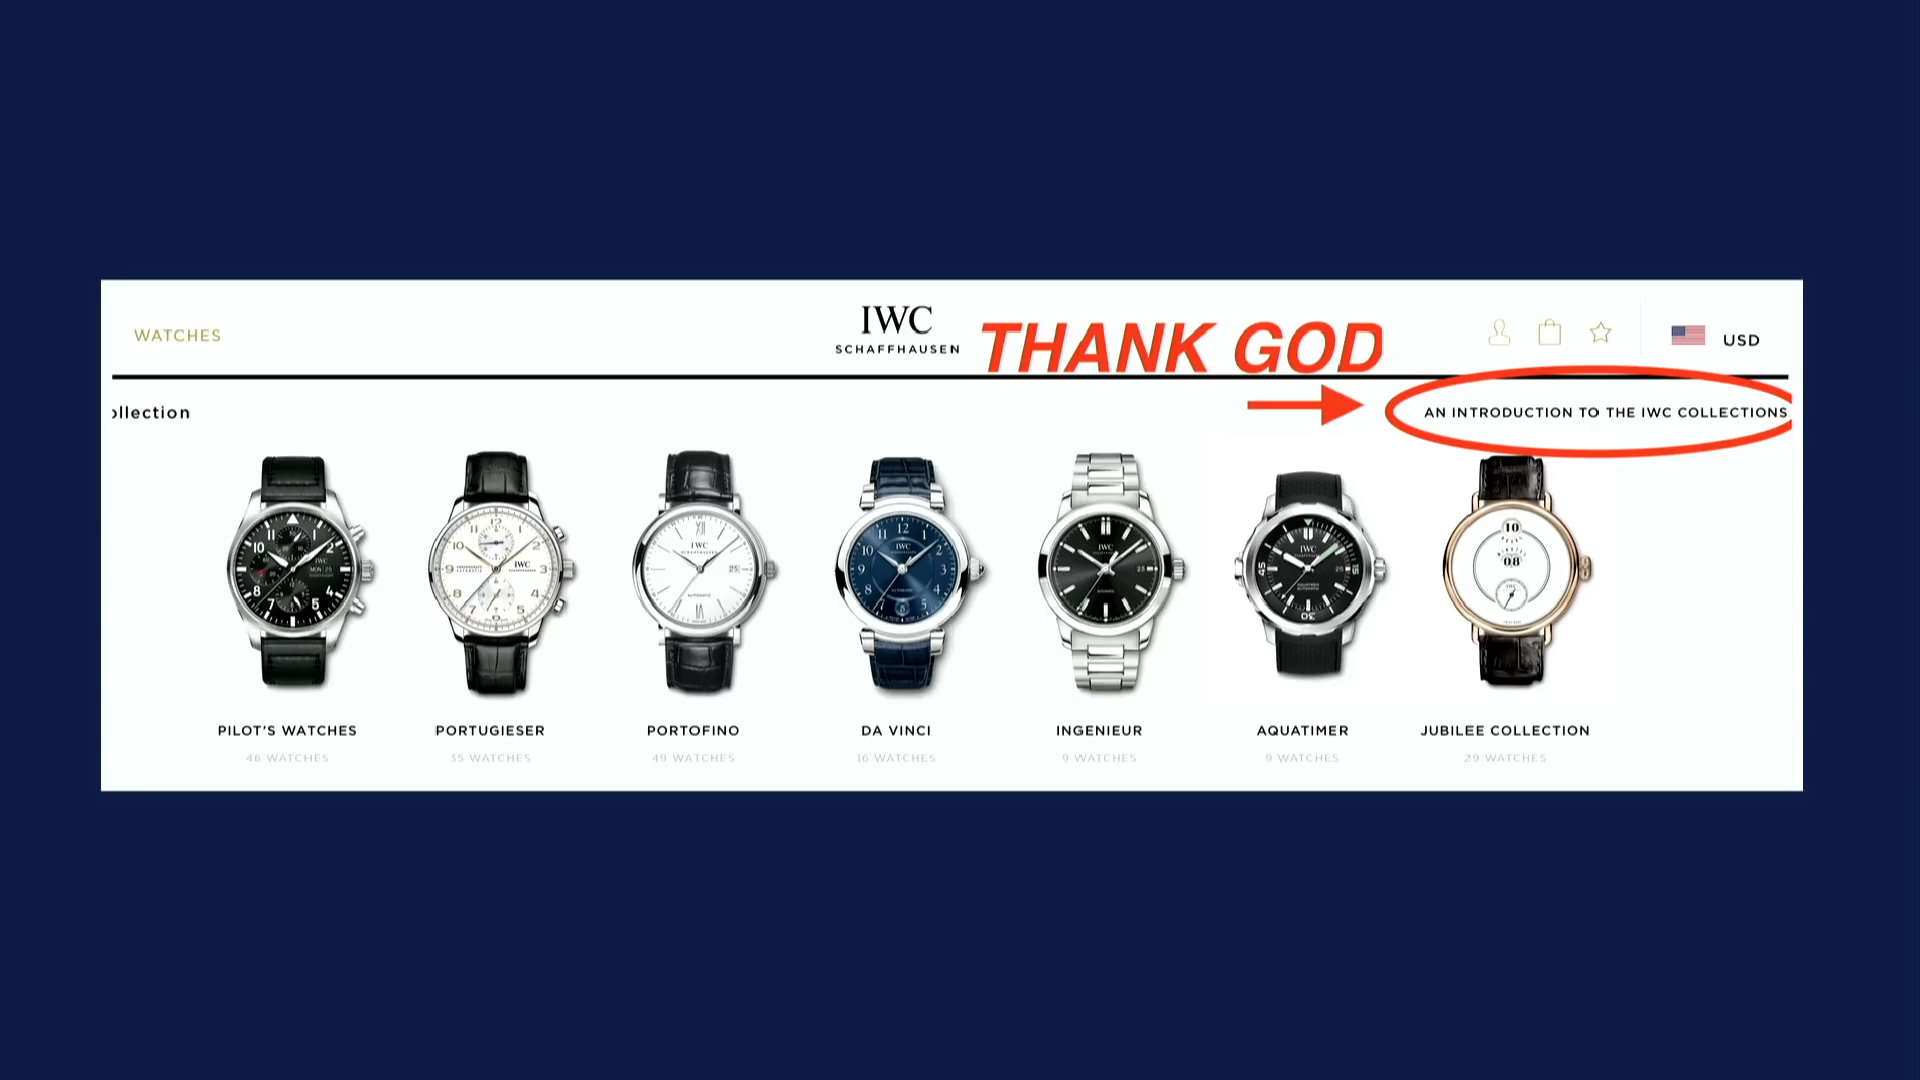 WATCHES
IWC
SCHAFFHAUSEN
THANK GOD
USD
ollection
AN INTRODUCTION TO THE IWC COLLECTIONS
PILOT'S WATCHES
PORTUGIESER
PORTOFINO
DA VINCI
INGENIEUR
AQUATIMER
JUBILEE COLLECTION
46 WATCHES
35 WATCHES
49 WATCHES
16 WATCHES
9 WATCHES
9 WATCHES
29 WATCHES